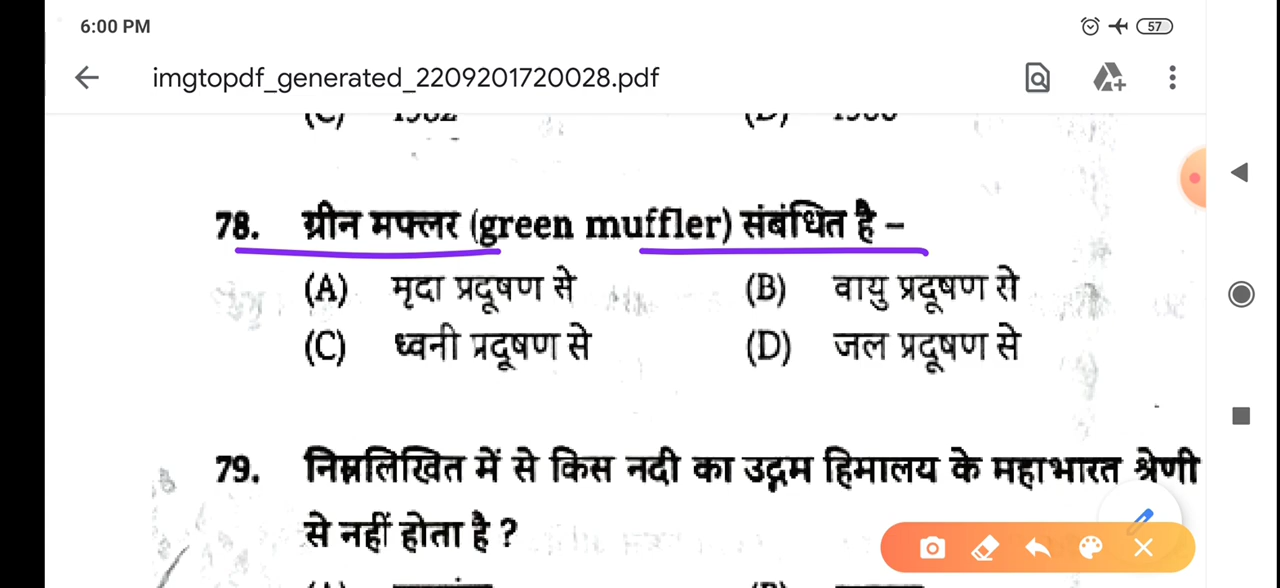 6:00 PM
57
imgtopdf_generated_2209201720028.pdf
78. ग्रीन मफ्लर (green muffler) संबंधित है –
(A) मृदा प्रदूषण से (B) वायु प्रदूषण से
(C) ध्वनी प्रदूषण से (D) जल प्रदूषण से
79. निम्नलिखित में से किस नदी का उद्गम हिमालय के महाभारत श्रेणी
से नहीं होता है ?